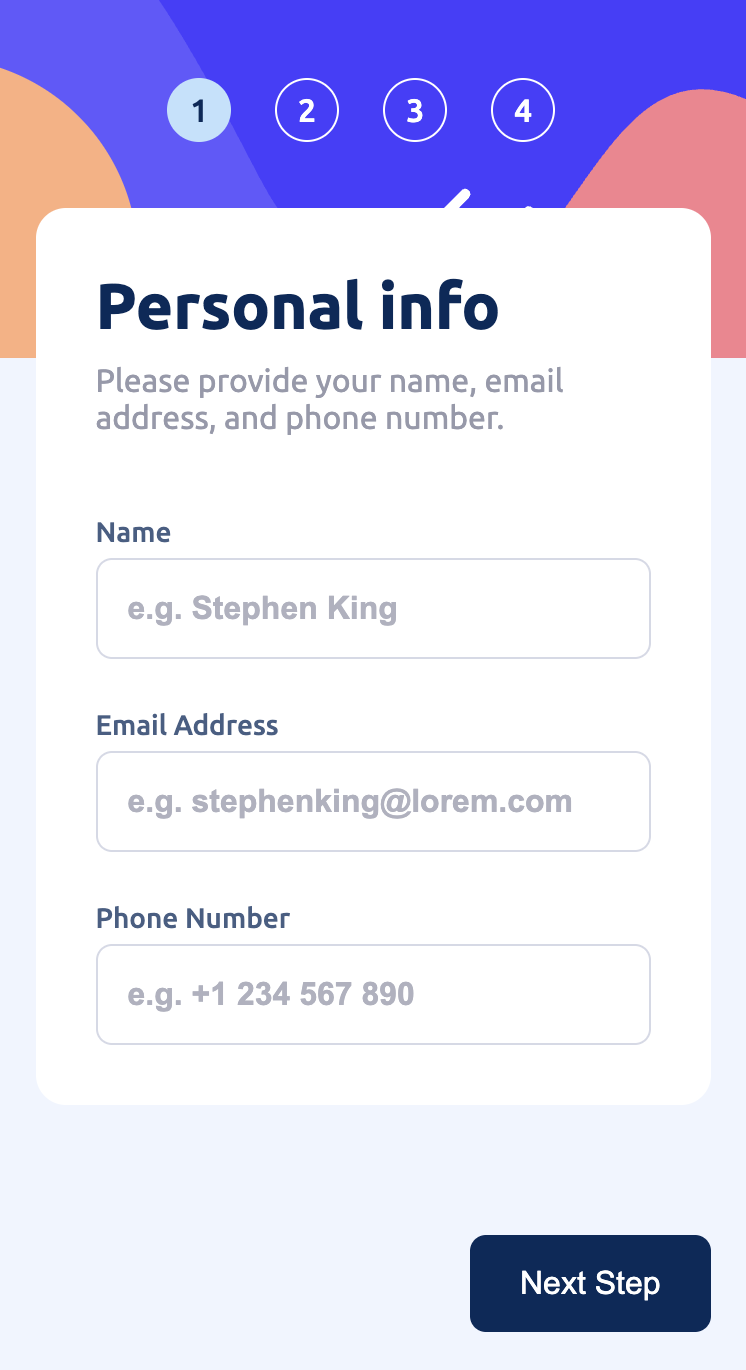 1 2 3 4
Personal info
Please provide your name, email
address, and phone number.
Name
e.g. Stephen King
Email Address
e.g. stephenking@lorem.com
Phone Number
e.g. +1 234 567 890
Next Step